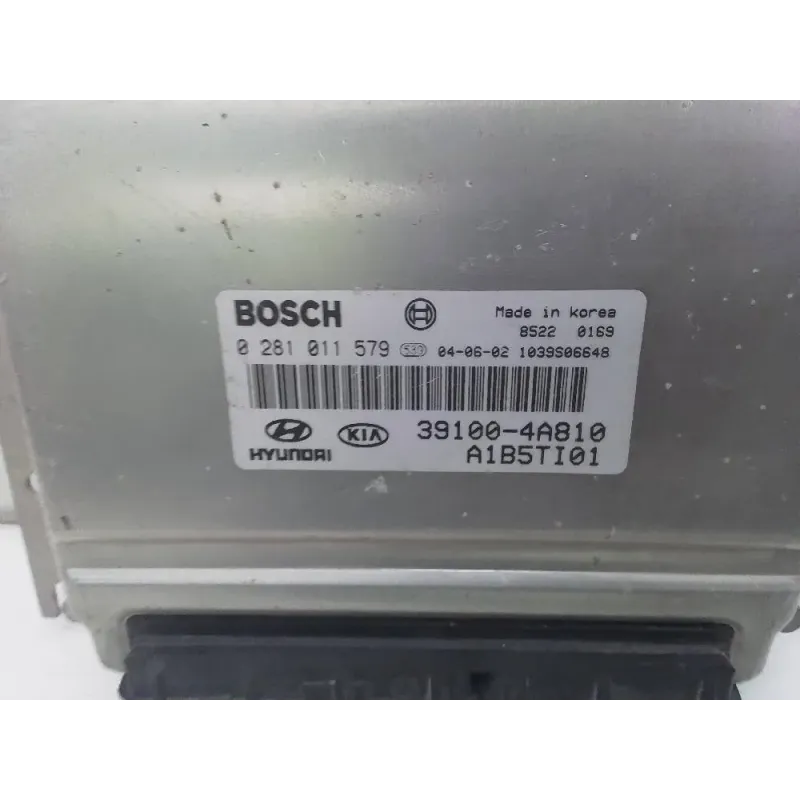 BOSCH Made in korea
8522 0169
0 281 011 579 04-06-02 1039S06648
HYUNDAI KIA 39100-4A810
A1B5TI01